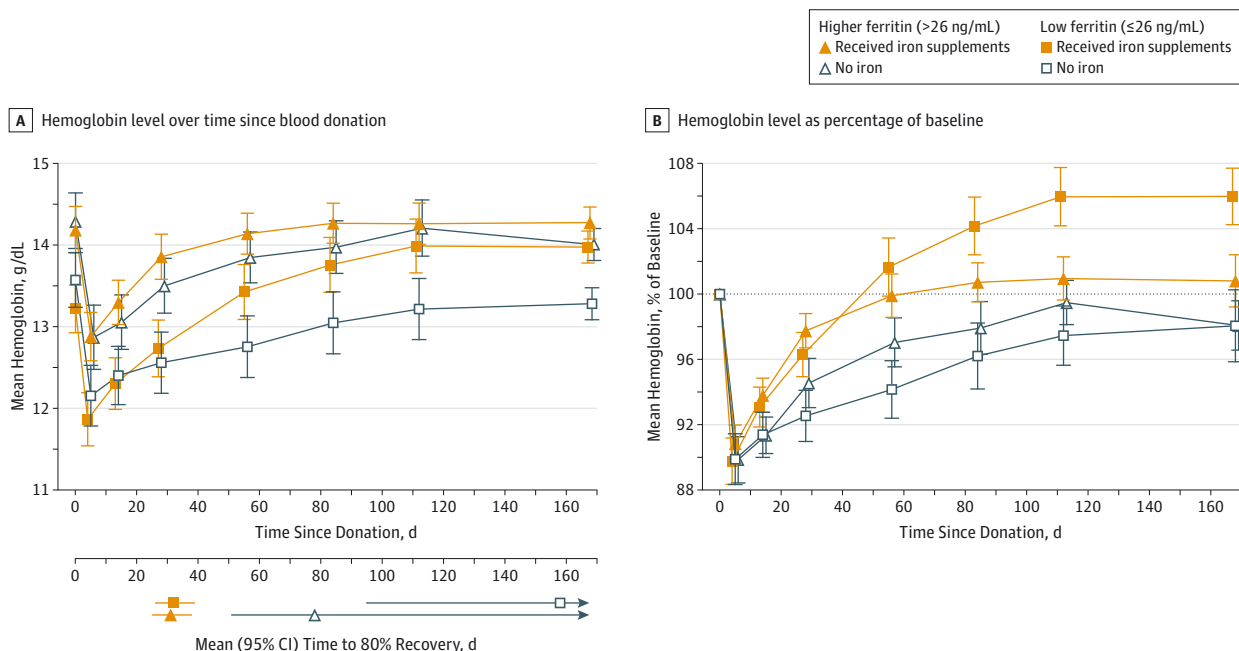 Higher ferritin (>26 ng/mL)
Received iron supplements
No iron
Low ferritin (≤26 ng/mL)
Received iron supplements
No iron
A Hemoglobin level over time since blood donation
15
14
13
12
11
Mean Hemoglobin, g/dL
0 20 40 60 80 100 120 140 160
Time Since Donation, d
0 20 40 60 80 100 120 140 160
Mean (95% CI) Time to 80% Recovery, d
B Hemoglobin level as percentage of baseline
108
104
100
96
92
88
Mean Hemoglobin, % of Baseline
0 20 40 60 80 100 120 140 160
Time Since Donation, d